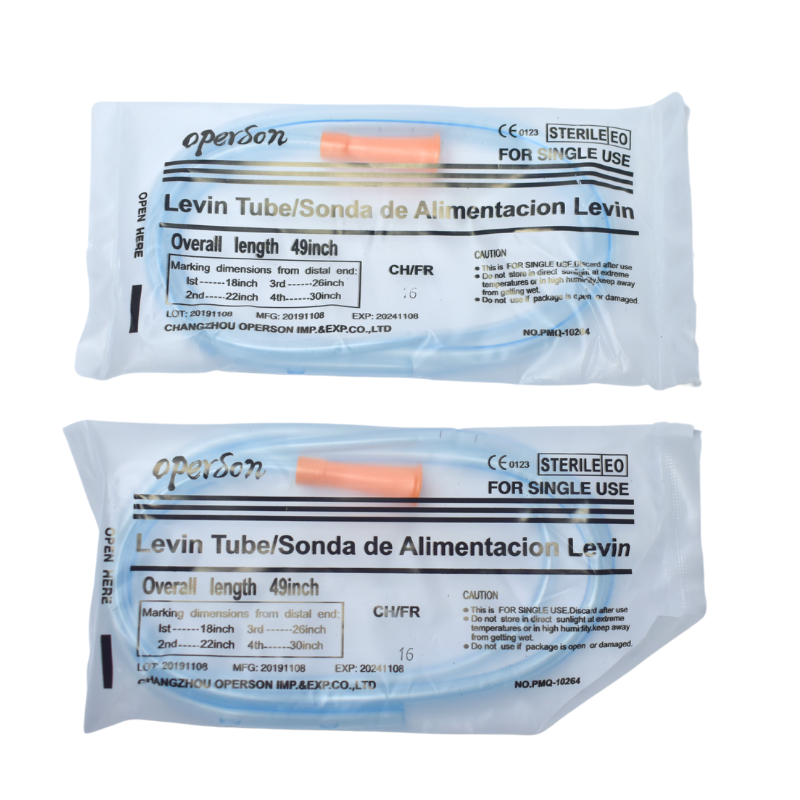 operson
CE 0123 STERILE EO
FOR SINGLE USE
OPEN HERE
Levin Tube/Sonda de Alimentacion Levin
Overall length 49inch
Marking dimensions from distal end:
1st------18inch 3rd ------26inch
2nd-----22inch 4th-----30inch
CH/FR
16
CAUTION
• This is FOR SINGLE USE.Discard after use
• Do not store in direct sunlight at extreme
temperatures or in high humidity,keep away
from getting wet.
• Do not use if package is open or damaged
LOT: 20191108 MFG: 20191108 EXP: 20241108
CHANGZHOU OPERSON IMP.&EXP.CO.,LTD
NO.PMQ-10264
operson
CE 0123 STERILE EO
FOR SINGLE USE
OPEN HERE
Levin Tube/Sonda de Alimentacion Levin
Overall length 49inch
Marking dimensions from distal end:
1st------18inch 3rd ------26inch
2nd-----22inch 4th-----30inch
CH/FR
16
CAUTION
• This is FOR SINGLE USE.Discard after use
• Do not store in direct sunlight at extreme
temperatures or in high humidity,keep away
from getting wet.
• Do not use if package is open or damaged.
LOT: 20191108 MFG: 20191108 EXP: 20241108
CHANGZHOU OPERSON IMP.&EXP.CO.,LTD
NO.PMQ-10264